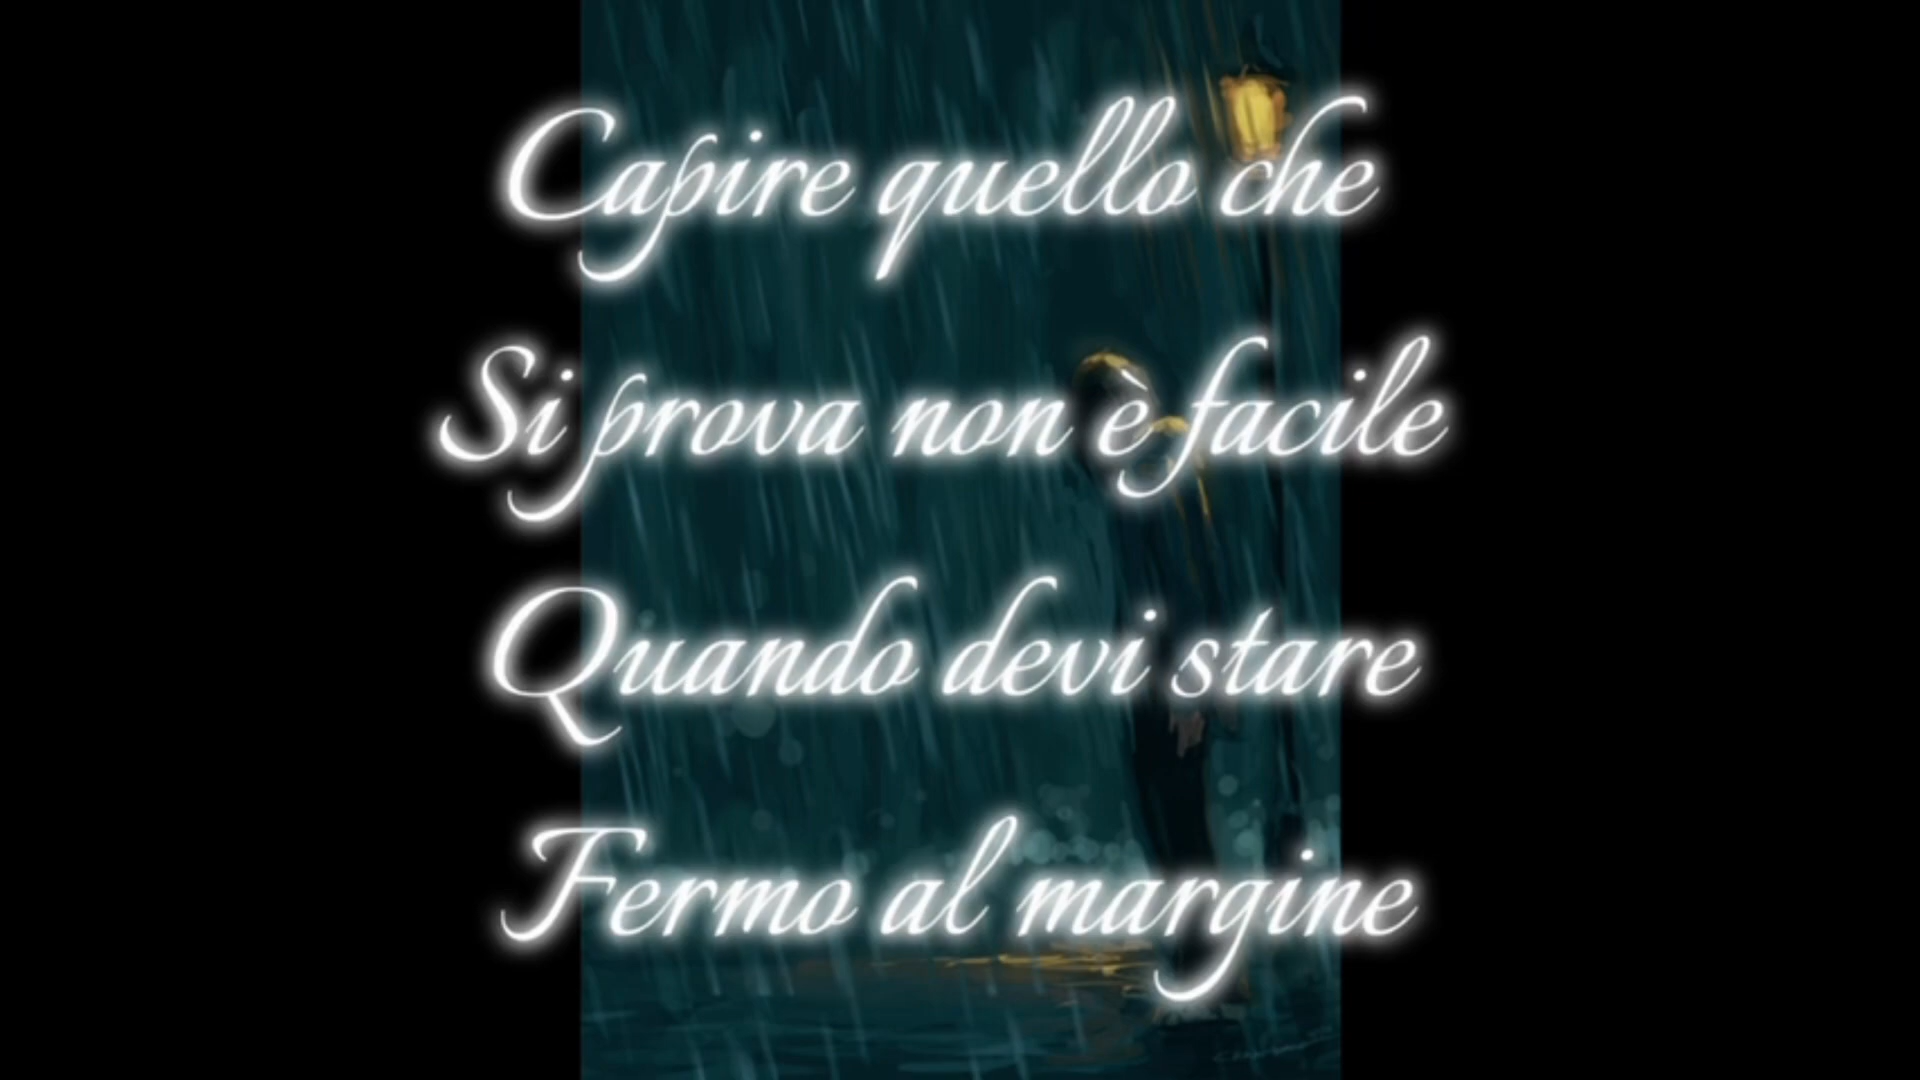 Capire quello che
Si prova non è facile
Quando devi stare
Fermo al margine